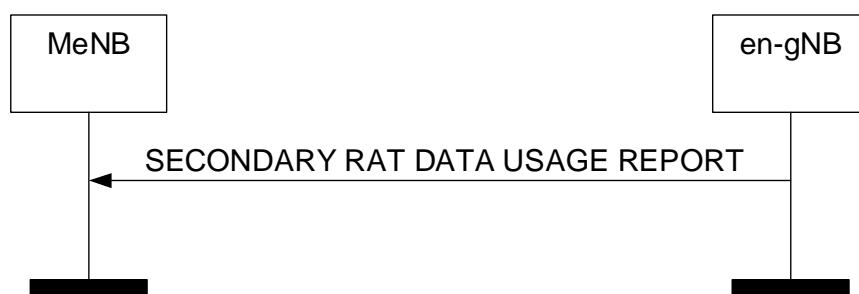 MeNB
en-gNB
SECONDARY RAT DATA USAGE REPORT